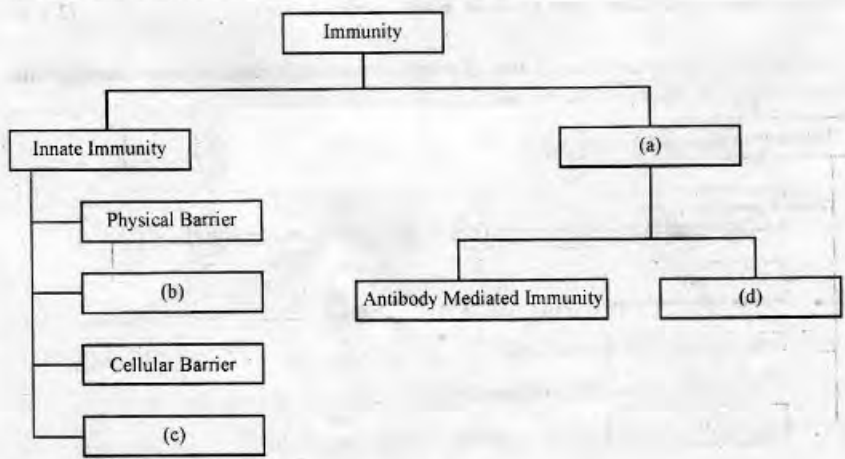 Immunity
Innate Immunity
(a)
Physical Barrier
(b)
Antibody Mediated Immunity
(d)
Cellular Barrier
(c)